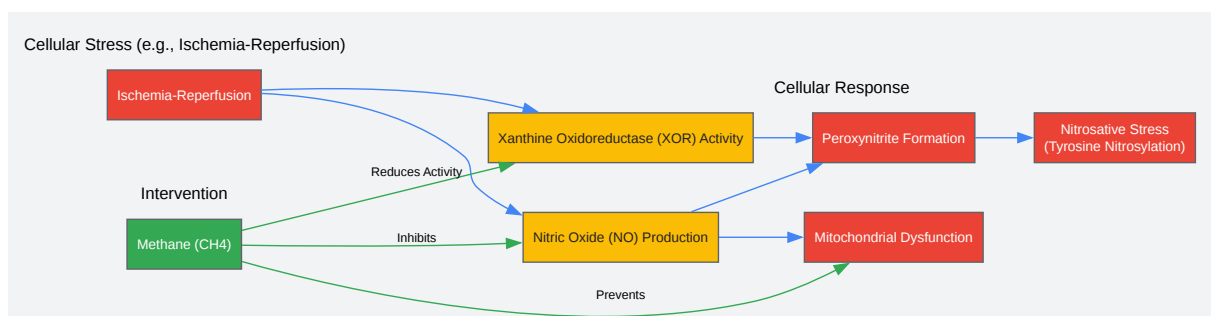 Cellular Stress (e.g., Ischemia-Reperfusion)
Ischemia-Reperfusion
Cellular Response
Xanthine Oxidoreductase (XOR) Activity
Peroxynitrite Formation
Nitrosative Stress
(Tyrosine Nitrosylation)
Reduces Activity
Intervention
Methane (CH4)
Inhibits
Nitric Oxide (NO) Production
Mitochondrial Dysfunction
Prevents